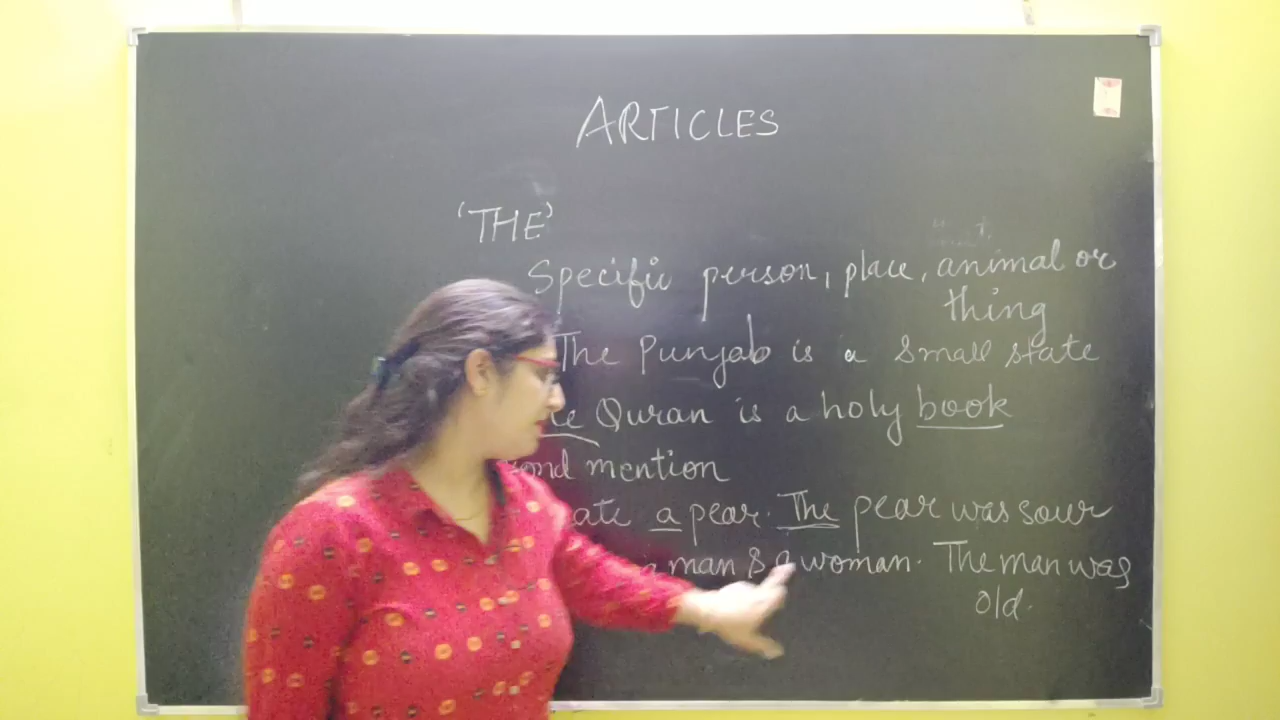 ARTICLES
'THE'
Specific person, place, animal or
thing
The Punjab is a small state
Quran is a holy book
mention
ate a pear. The pear was sour
a man & a woman. The man was
old.